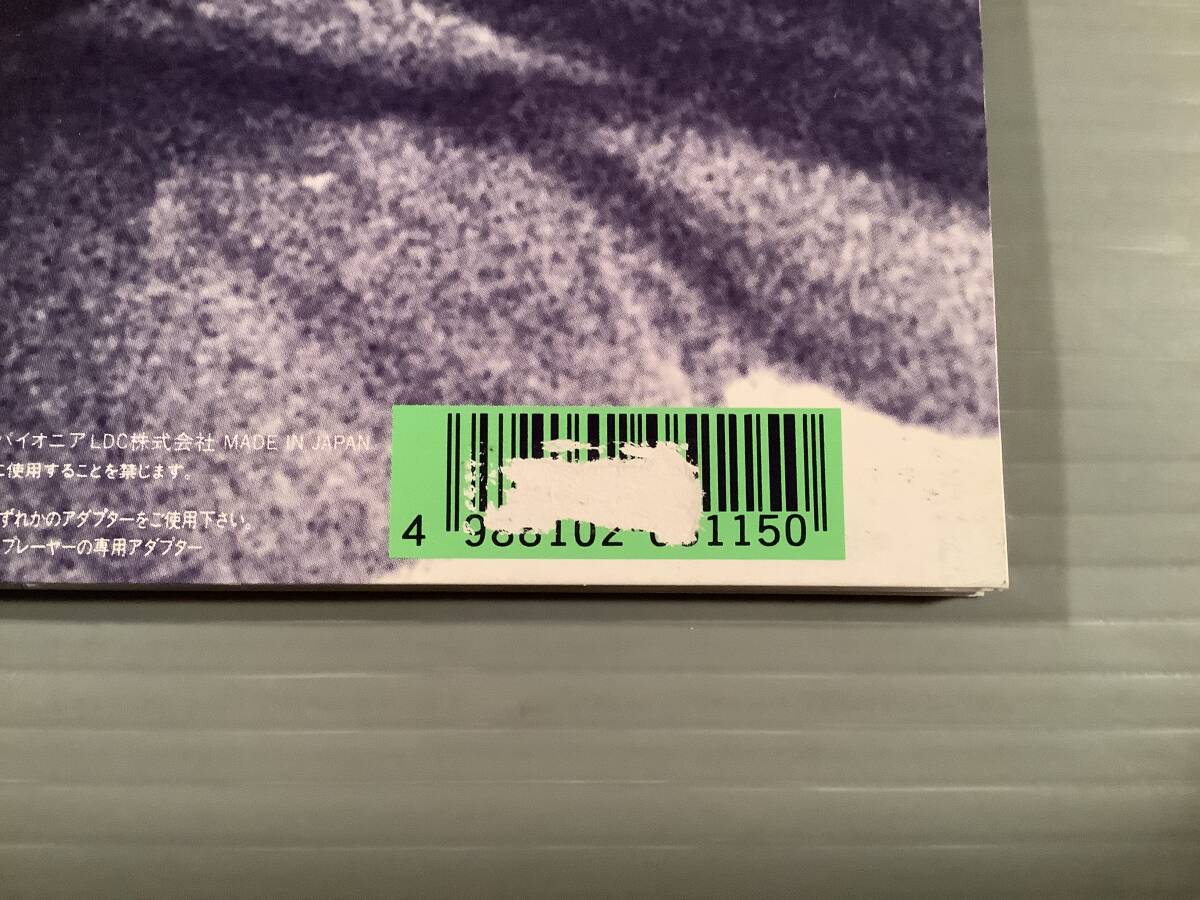 パイオニアLDC株式会社 MADE IN JAPAN
に使用することを禁じます。
ずれかのアダプターをご使用下さい。
プレーヤーの専用アダプター
4 988102 1150